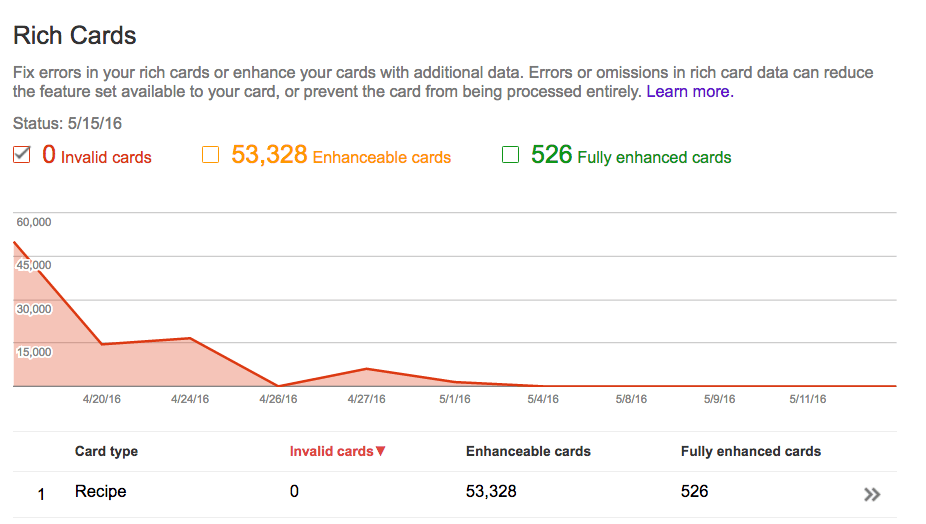 Rich Cards
Fix errors in your rich cards or enhance your cards with additional data. Errors or omissions in rich card data can reduce
the feature set available to your card, or prevent the card from being processed entirely. Learn more.
Status: 5/15/16
0 Invalid cards 53,328 Enhanceable cards 526 Fully enhanced cards
60,000
45,000
30,000
15,000
4/20/16 4/24/16 4/26/16 4/27/16 5/1/16 5/4/16 5/8/16 5/9/16 5/11/16
Card type Invalid cards▼ Enhanceable cards Fully enhanced cards
1 Recipe 0 53,328 526 »